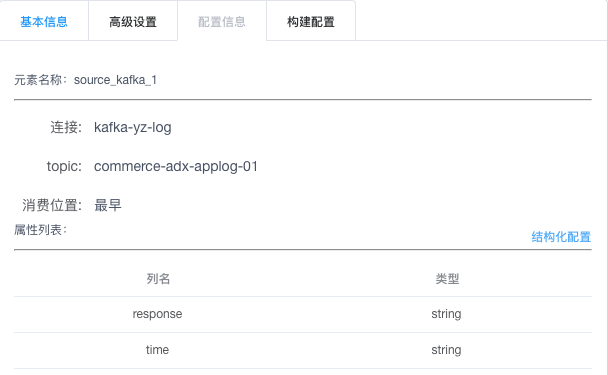 基本信息 高级设置 配置信息 构建配置
元素名称：source_kafka_1
连接: kafka-yz-log
topic: commerce-adx-applog-01
消费位置: 最早
属性列表：
结构化配置
列名 类型
response string
time string